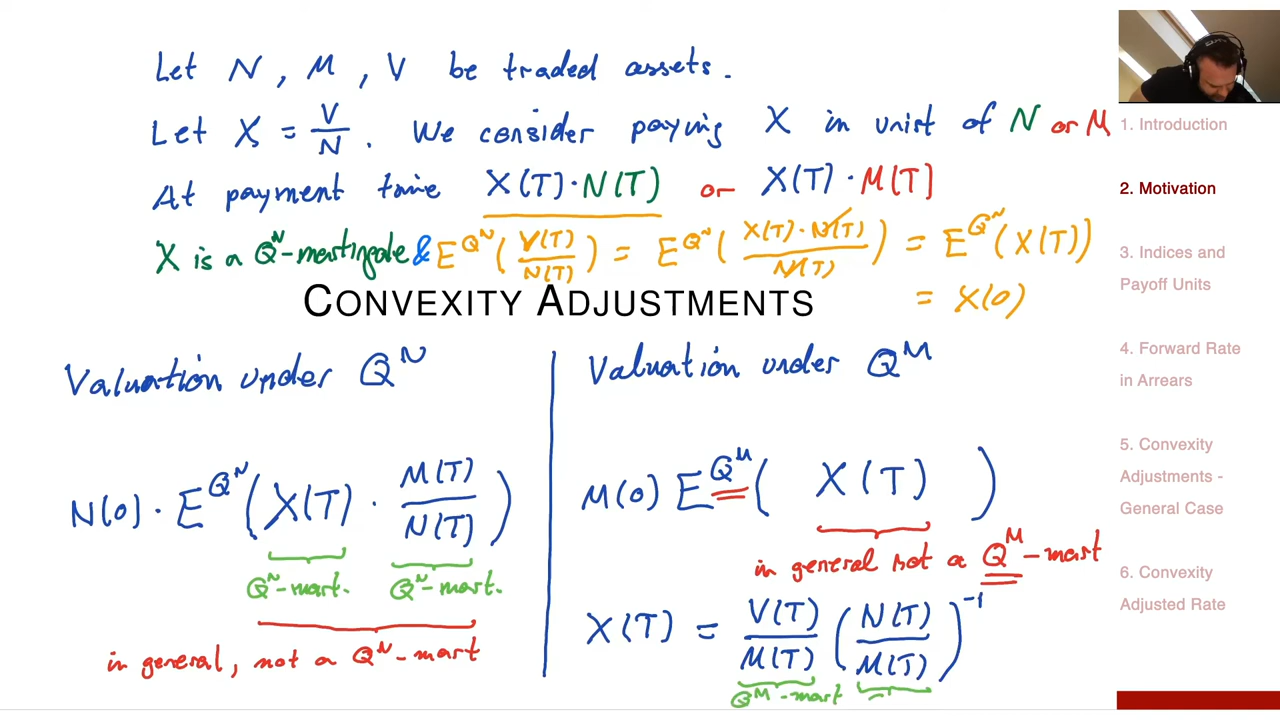 Let N, M, V be traded assets.
Let X = V/N. We consider paying X in unist of N or M
At payment time X(T)·N(T) or X(T)·M(T)
X is a Q^N-martingale & E^{Q^N}(V(T)/N(T)) = E^{Q^N}(X(T)·N(T)/N(T)) = E^{Q^N}(X(T))
= X(0)
CONVEXITY ADJUSTMENTS
Valuation under Q^N
N(0)·E^{Q^N}(X(T)·M(T)/N(T))
Q^N-mart. Q^N-mart.
in general, not a Q^N-mart
Valuation under Q^M
M(0) E^{Q^M}(X(T))
in general not a Q^M-mart
X(T) = V(T)/M(T) (N(T)/M(T))^{-1}
Q^M-mart
1. Introduction
2. Motivation
3. Indices and
Payoff Units
4. Forward Rate
in Arrears
5. Convexity
Adjustments -
General Case
6. Convexity
Adjusted Rate